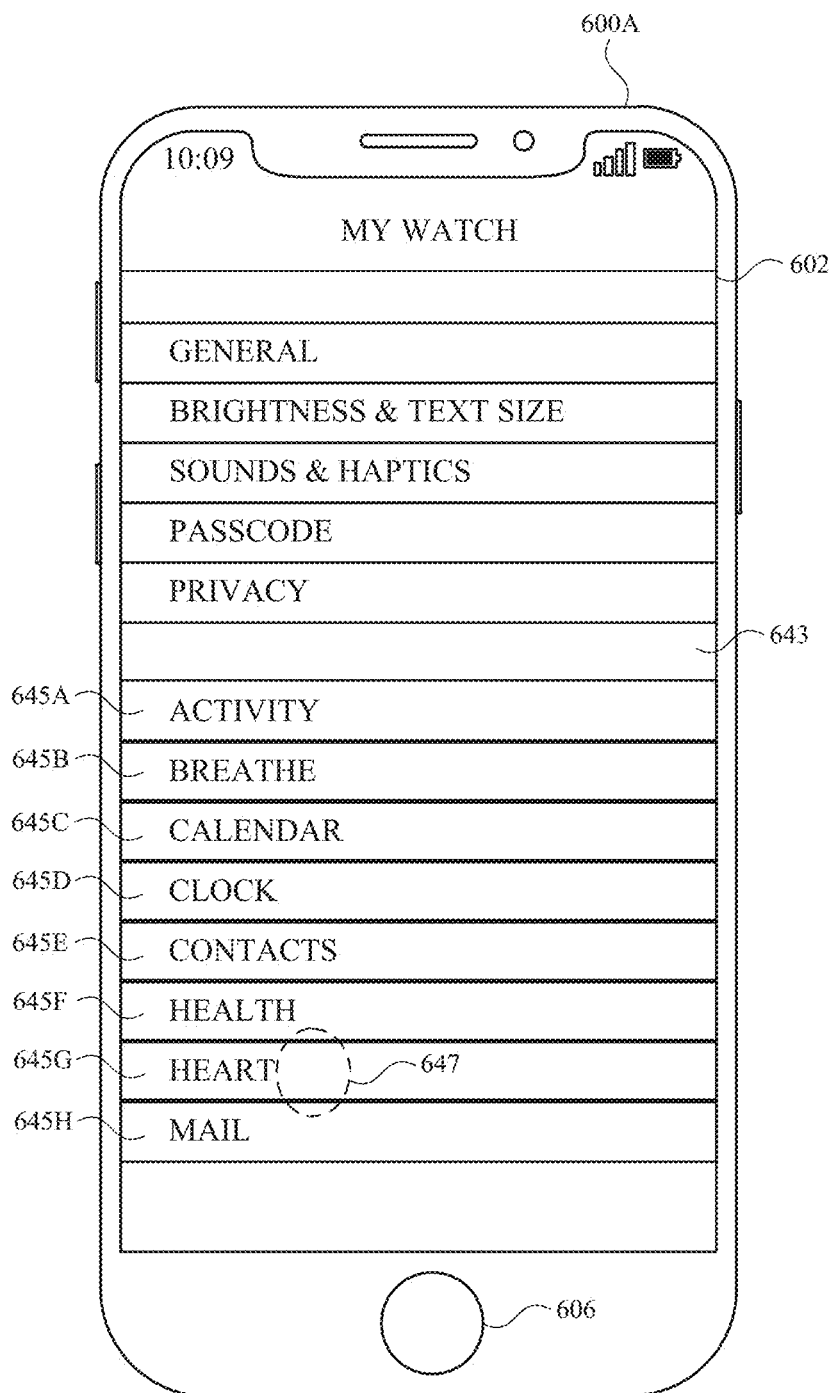 600A
10:09
MY WATCH
602
GENERAL
BRIGHTNESS & TEXT SIZE
SOUNDS & HAPTICS
PASSCODE
PRIVACY
643
645A ACTIVITY
645B BREATHE
645C CALENDAR
645D CLOCK
645E CONTACTS
645F HEALTH
645G HEART 647
645H MAIL
606